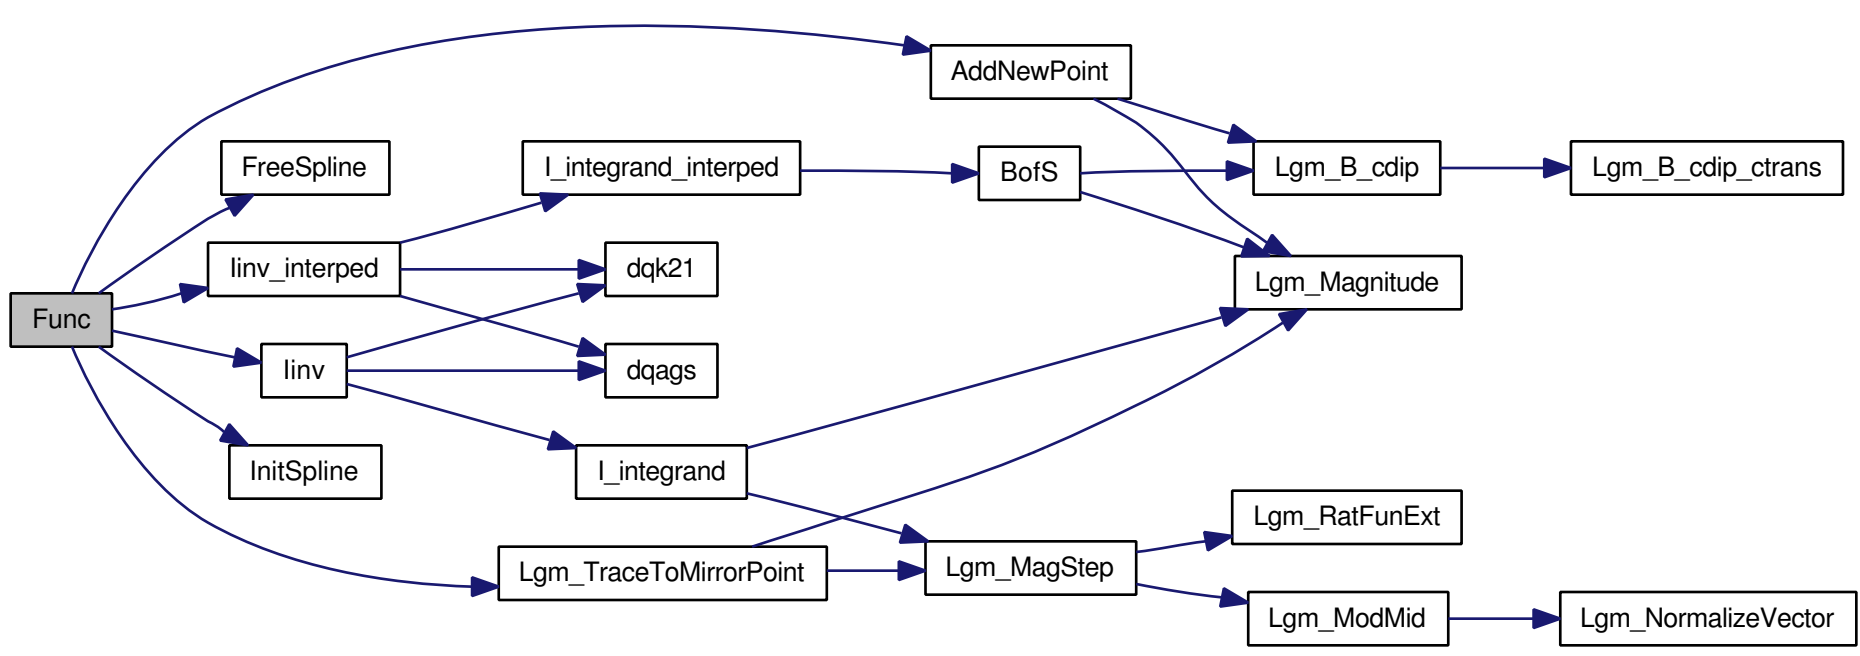 Func
AddNewPoint
FreeSpline
Iinv_interped
Iinv
InitSpline
Lgm_TraceToMirrorPoint
I_integrand_interped
dqk21
dqags
I_integrand
BofS
Lgm_MagStep
Lgm_B_cdip
Lgm_Magnitude
Lgm_RatFunExt
Lgm_ModMid
Lgm_B_cdip_ctrans
Lgm_NormalizeVector